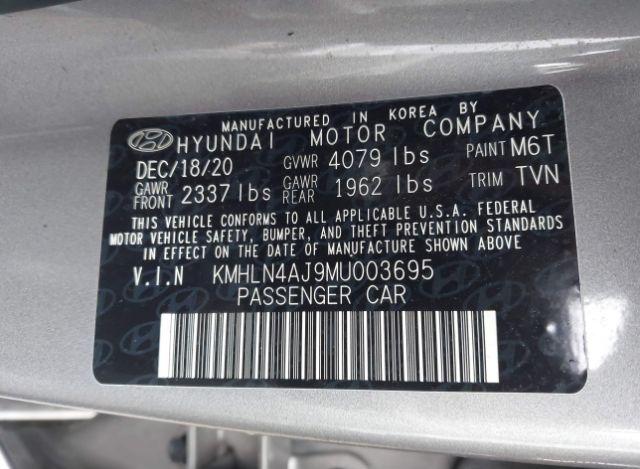 MANUFACTURED IN KOREA BY
HYUNDAI MOTOR COMPANY
DEC/18/20 GVWR 4079 lbs PAINT M6T
GAWR FRONT 2337 lbs GAWR REAR 1962 lbs TRIM TVN
THIS VEHICLE CONFORMS TO ALL APPLICABLE U.S.A. FEDERAL
MOTOR VEHICLE SAFETY, BUMPER, AND THEFT PREVENTION STANDARDS
IN EFFECT ON THE DATE OF MANUFACTURE SHOWN ABOVE.
V.I.N KMHLN4AJ9MU003695
PASSENGER CAR